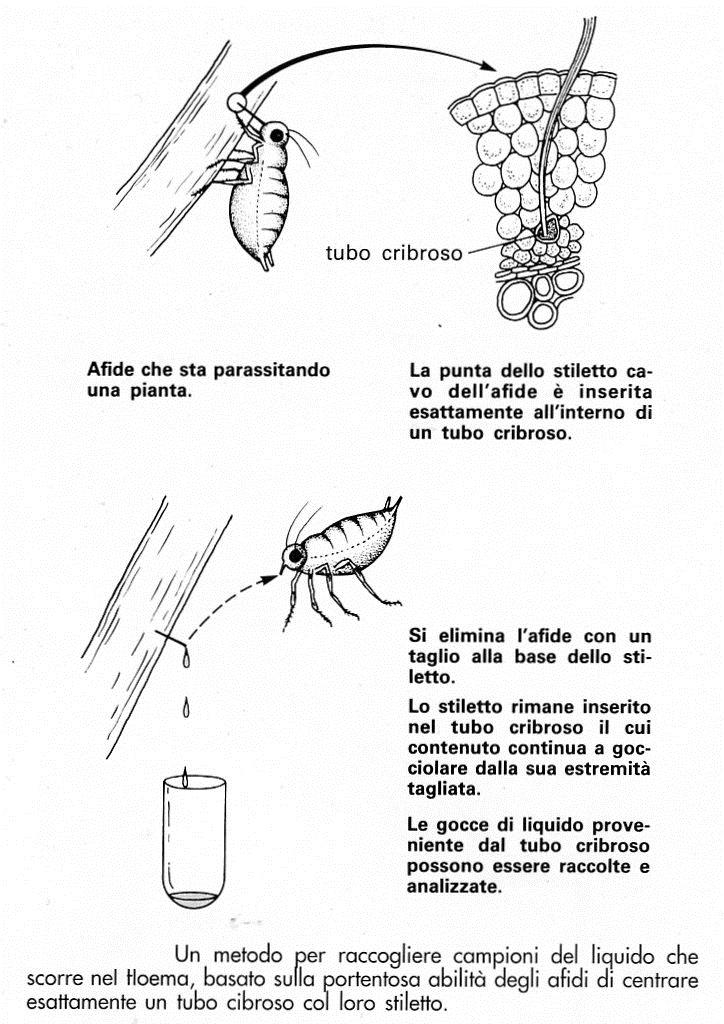 tubo cribroso
Afide che sta parassitando
una pianta.
La punta dello stiletto ca-
vo dell'afide è inserita
esattamente all'interno di
un tubo cribroso.
Si elimina l'afide con un
taglio alla base dello sti-
letto.
Lo stiletto rimane inserito
nel tubo cribroso il cui
contenuto continua a goc-
ciolare dalla sua estremità
tagliata.
Le gocce di liquido prove-
niente dal tubo cribroso
possono essere raccolte e
analizzate.
Un metodo per raccogliere campioni del liquido che
scorre nel floema, basato sulla portentosa abilità degli afidi di centrare
esattamente un tubo cibroso col loro stiletto.